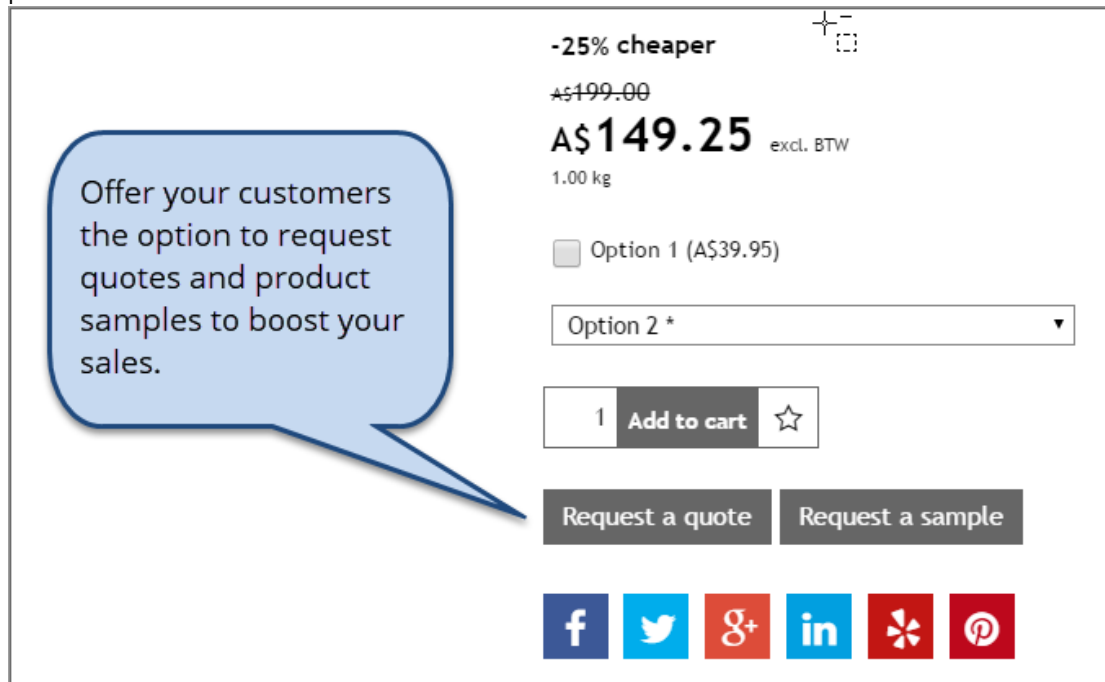 -25% cheaper
A$199.00
A$149.25 excl. BTW
1.00 kg
Offer your customers
the option to request
quotes and product
samples to boost your
sales.
Option 1 (A$39.95)
Option 2 *
1 Add to cart
Request a quote Request a sample
f g+ in